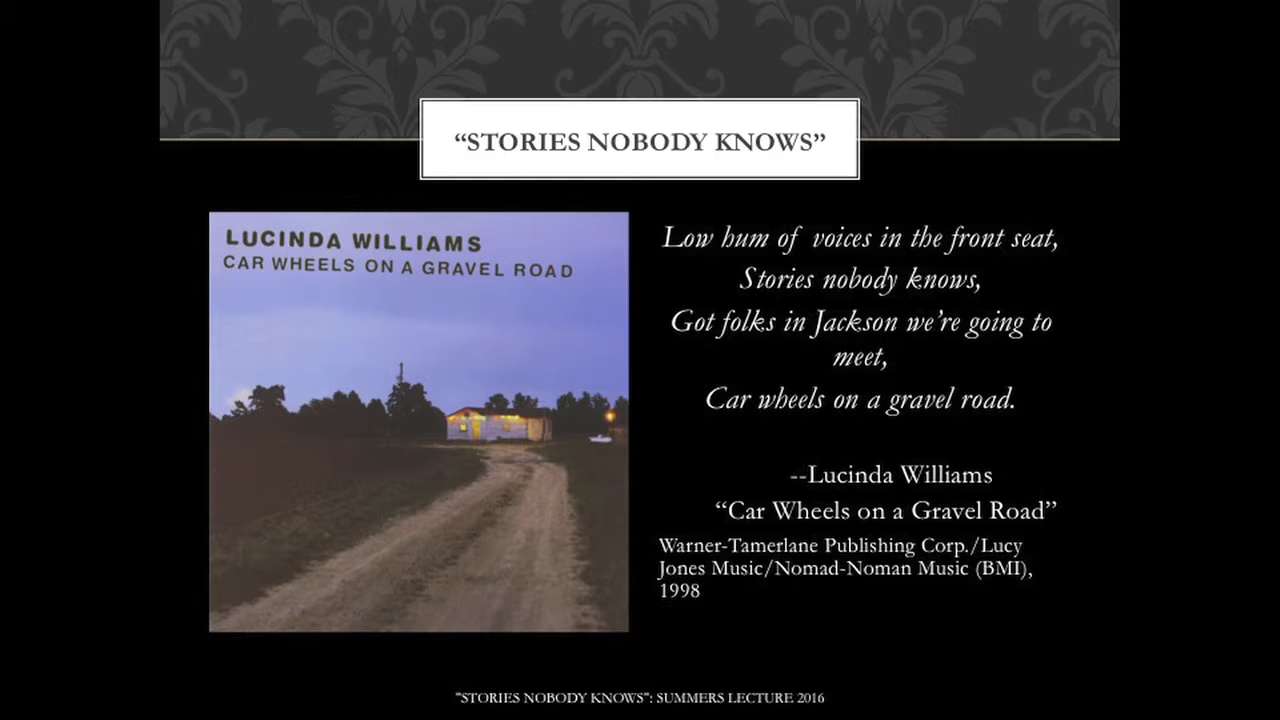 “STORIES NOBODY KNOWS”
LUCINDA WILLIAMS
CAR WHEELS ON A GRAVEL ROAD
Low hum of voices in the front seat,
Stories nobody knows,
Got folks in Jackson we’re going to
meet,
Car wheels on a gravel road.
--Lucinda Williams
“Car Wheels on a Gravel Road”
Warner-Tamerlane Publishing Corp./Lucy
Jones Music/Nomad-Noman Music (BMI),
1998
"STORIES NOBODY KNOWS": SUMMERS LECTURE 2016